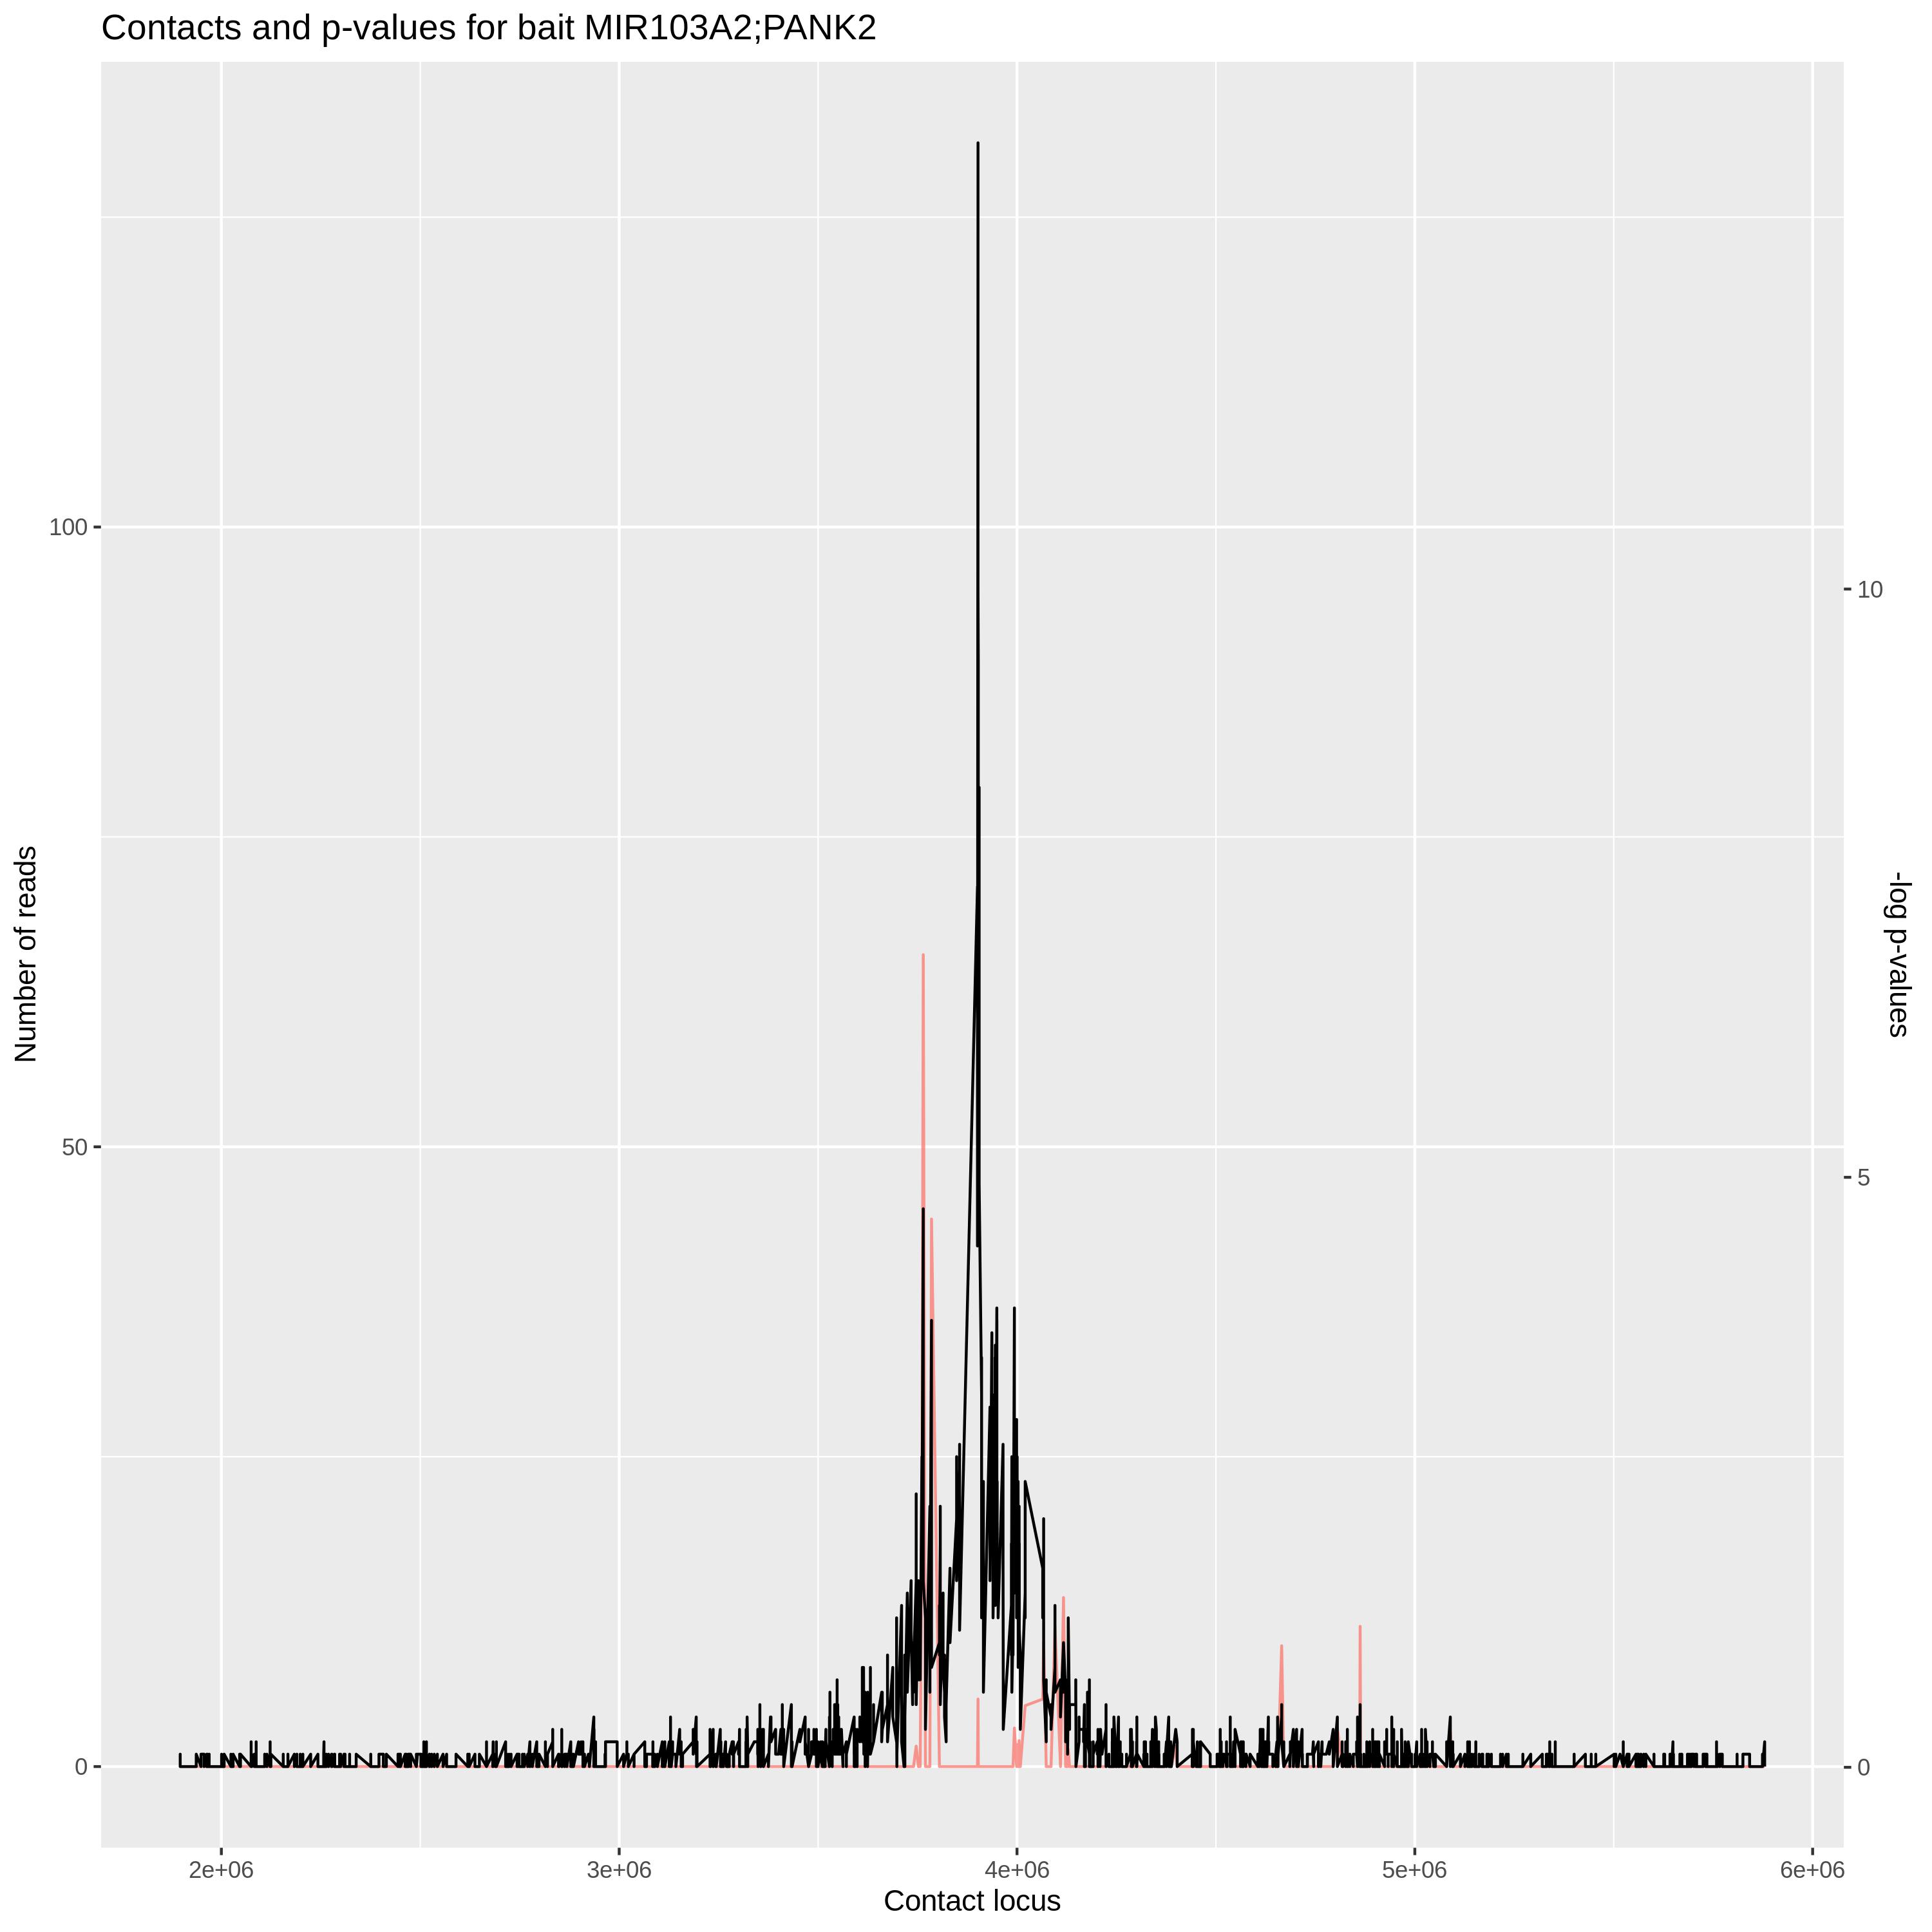 Contacts and p-values for bait MIR103A2;PANK2
Number of reads
100
50
0
10
5
0
-log p-values
2e+06
3e+06
4e+06
5e+06
6e+06
Contact locus